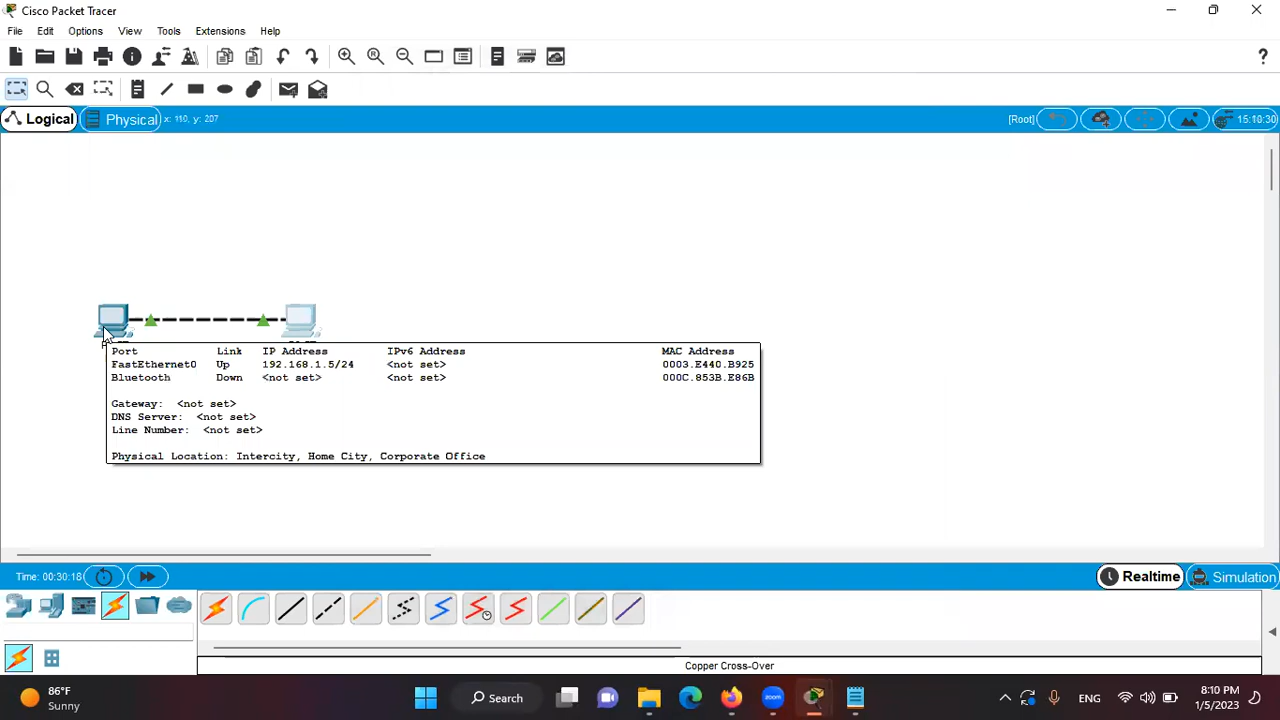 Cisco Packet Tracer
File Edit Options View Tools Extensions Help
?
Logical Physical x: 110, y: 207 [Root] 15:10:30
Port Link IP Address IPv6 Address MAC Address
FastEthernet0 Up 192.168.1.5/24 <not set> 0003.E440.B925
Bluetooth Down <not set> <not set> 000C.853B.E86B
Gateway: <not set>
DNS Server: <not set>
Line Number: <not set>
Physical Location: Intercity, Home City, Corporate Office
Time: 00:30:18 Realtime Simulation
Copper Cross-Over
86°F
Sunny
Search
zoom
ENG
8:10 PM
1/5/2023